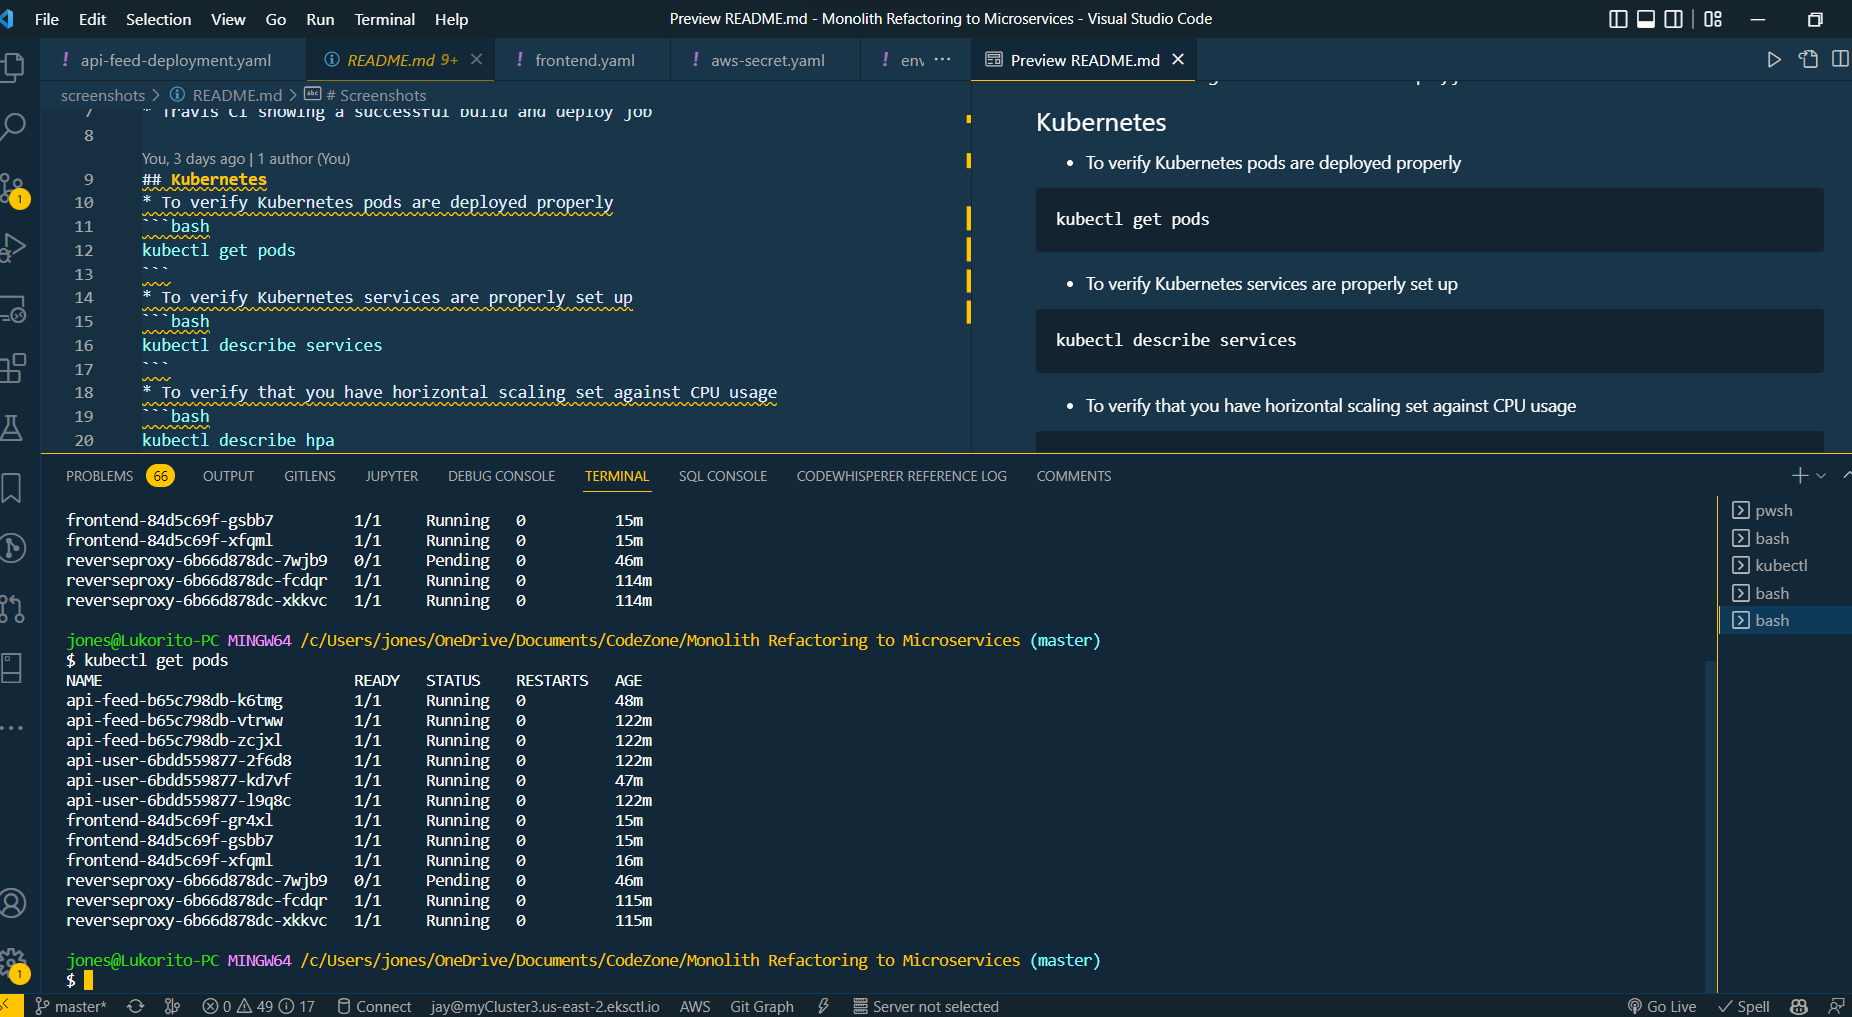 File Edit Selection View Go Run Terminal Help
Preview README.md - Monolith Refactoring to Microservices - Visual Studio Code
! api-feed-deployment.yaml
README.md 9+
! frontend.yaml
! aws-secret.yaml
! env ···
Preview README.md
screenshots > README.md > # Screenshots
7 * Travis CI showing a successful build and deploy job
8
You, 3 days ago | 1 author (You)
9 ## Kubernetes
10 * To verify Kubernetes pods are deployed properly
11 ```bash
12 kubectl get pods
13 ```
14 * To verify Kubernetes services are properly set up
15 ```bash
16 kubectl describe services
17 ```
18 * To verify that you have horizontal scaling set against CPU usage
19 ```bash
20 kubectl describe hpa
Kubernetes
• To verify Kubernetes pods are deployed properly
kubectl get pods
• To verify Kubernetes services are properly set up
kubectl describe services
• To verify that you have horizontal scaling set against CPU usage
PROBLEMS 66 OUTPUT GITLENS JUPYTER DEBUG CONSOLE TERMINAL SQL CONSOLE CODEWHISPERER REFERENCE LOG COMMENTS
frontend-84d5c69f-gsbb7 1/1 Running 0 15m
frontend-84d5c69f-xfqml 1/1 Running 0 15m
reverseproxy-6b66d878dc-7wjb9 0/1 Pending 0 46m
reverseproxy-6b66d878dc-fcdqr 1/1 Running 0 114m
reverseproxy-6b66d878dc-xkkvc 1/1 Running 0 114m
jones@Lukorito-PC MINGW64 /c/Users/jones/OneDrive/Documents/CodeZone/Monolith Refactoring to Microservices (master)
$ kubectl get pods
NAME READY STATUS RESTARTS AGE
api-feed-b65c798db-k6tmg 1/1 Running 0 48m
api-feed-b65c798db-vtrww 1/1 Running 0 122m
api-feed-b65c798db-zcjxl 1/1 Running 0 122m
api-user-6bdd559877-2f6d8 1/1 Running 0 122m
api-user-6bdd559877-kd7vf 1/1 Running 0 47m
api-user-6bdd559877-l9q8c 1/1 Running 0 122m
frontend-84d5c69f-gr4xl 1/1 Running 0 15m
frontend-84d5c69f-gsbb7 1/1 Running 0 15m
frontend-84d5c69f-xfqml 1/1 Running 0 16m
reverseproxy-6b66d878dc-7wjb9 0/1 Pending 0 46m
reverseproxy-6b66d878dc-fcdqr 1/1 Running 0 115m
reverseproxy-6b66d878dc-xkkvc 1/1 Running 0 115m
jones@Lukorito-PC MINGW64 /c/Users/jones/OneDrive/Documents/CodeZone/Monolith Refactoring to Microservices (master)
$
pwsh
bash
kubectl
bash
bash
1
1
master* 0 49 17 Connect jay@myCluster3.us-east-2.eksctl.io AWS Git Graph Server not selected Go Live Spell